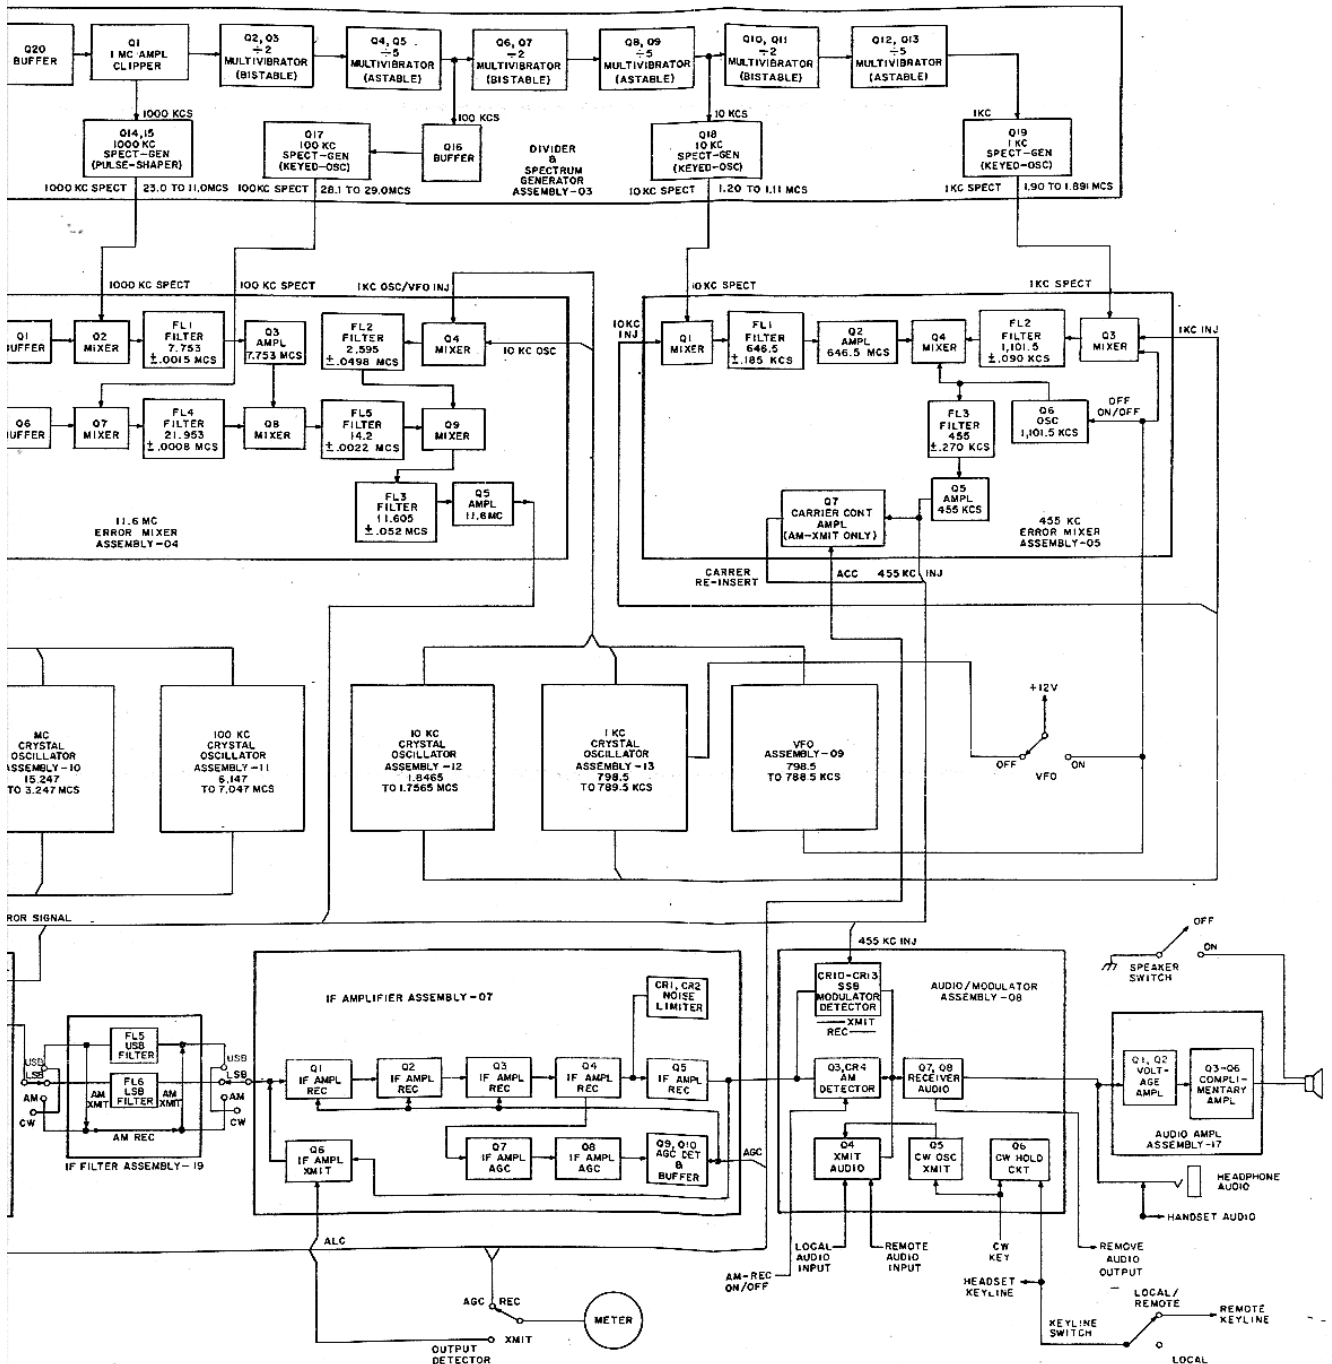 Q20
BUFFER
Q1
1 MC AMPL
CLIPPER
Q2, Q3
÷2
MULTIVIBRATOR
(BISTABLE)
Q4, Q5
÷5
MULTIVIBRATOR
(ASTABLE)
Q6, Q7
÷2
MULTIVIBRATOR
(BISTABLE)
Q8, Q9
÷5
MULTIVIBRATOR
(ASTABLE)
Q10, Q11
÷2
MULTIVIBRATOR
(BISTABLE)
Q12, Q13
÷5
MULTIVIBRATOR
(ASTABLE)
1000 KCS
100 KCS
10 KCS
1KC
Q14, 15
1000 KC
SPECT-GEN
(PULSE-SHAPER)
Q17
100 KC
SPECT-GEN
(KEYED-OSC)
Q16
BUFFER
DIVIDER
&
SPECTRUM
GENERATOR
ASSEMBLY-03
Q18
10 KC
SPECT-GEN
(KEYED-OSC)
Q19
1 KC
SPECT-GEN
(KEYED-OSC)
1000 KC SPECT
23.0 TO 11.0MCS
100KC SPECT
28.1 TO 29.0MCS
10 KC SPECT
1.20 TO 1.11 MCS
1KC SPECT
1.90 TO 1.891 MCS
1000 KC SPECT
100 KC SPECT
1KC OSC/VFO INJ
10KC SPECT
1KC SPECT
Q1
BUFFER
Q2
MIXER
FL1
FILTER
7.753
±.0015 MCS
Q3
AMPL
7.753 MCS
FL2
FILTER
2.595
±.0498 MCS
Q4
MIXER
10 KC OSC
10KC
INJ
Q1
MIXER
FL1
FILTER
646.5
±.185 KCS
Q2
AMPL
646.5 MCS
Q4
MIXER
FL2
FILTER
1,101.5
±.090 KCS
Q3
MIXER
1KC INJ
Q6
BUFFER
Q7
MIXER
FL4
FILTER
21.953
±.0008 MCS
Q8
MIXER
FL5
FILTER
14.2
±.0022 MCS
Q9
MIXER
FL3
FILTER
455
±.270 KCS
Q6
OSC
1,101.5 KCS
OFF
ON/OFF
FL3
FILTER
11.605
±.052 MCS
Q5
AMPL
11.6MC
11.6 MC
ERROR MIXER
ASSEMBLY-04
Q7
CARRIER CONT
AMPL
(AM-XMIT ONLY)
Q5
AMPL
455 KCS
455 KC
ERROR MIXER
ASSEMBLY-05
CARRER
RE-INSERT
ACC
455 KC INJ
MC
CRYSTAL
OSCILLATOR
ASSEMBLY-10
15.247
TO 3.247 MCS
100 KC
CRYSTAL
OSCILLATOR
ASSEMBLY-11
6.147
TO 7.047 MCS
10 KC
CRYSTAL
OSCILLATOR
ASSEMBLY-12
1.8465
TO 1.7565 MCS
1 KC
CRYSTAL
OSCILLATOR
ASSEMBLY-13
798.5
TO 789.5 KCS
VFO
ASSEMBLY-09
798.5
TO 788.5 KCS
+12V
OFF
ON
VFO
ROR SIGNAL
455 KC INJ
OFF
ON
SPEAKER
SWITCH
IF AMPLIFIER ASSEMBLY-07
CR1, CR2
NOISE
LIMITER
CR10-CR13
SSB
MODULATOR
DETECTOR
XMIT
REC
AUDIO/MODULATOR
ASSEMBLY-08
USB
LSB
AM
CW
FL5
USB
FILTER
FL6
LSB
FILTER
AM
XMIT
AM
XMIT
AM REC
USB
LSB
AM
CW
IF FILTER ASSEMBLY-19
Q1
IF AMPL
REC
Q2
IF AMPL
REC
Q3
IF AMPL
REC
Q4
IF AMPL
REC
Q5
IF AMPL
REC
Q6
IF AMPL
XMIT
Q7
IF AMPL
AGC
Q8
IF AMPL
AGC
Q9, Q10
AGC DET
&
BUFFER
AGC
Q3, CR4
AM
DETECTOR
Q7, Q8
RECEIVER
AUDIO
Q4
XMIT
AUDIO
Q5
CW OSC
XMIT
Q6
CW HOLD
CKT
Q1, Q2
VOLT-
AGE
AMPL
Q3-Q6
COMPLI-
MENTARY
AMPL
AUDIO AMPL
ASSEMBLY-17
HEADPHONE
AUDIO
HANDSET AUDIO
ALC
LOCAL
AUDIO
INPUT
REMOTE
AUDIO
INPUT
CW
KEY
REMOVE
AUDIO
OUTPUT
AM-REC
ON/OFF
HEADSET
KEYLINE
AGC
REC
XMIT
METER
OUTPUT
DETECTOR
LOCAL/
REMOTE
KEYLINE
SWITCH
REMOTE
KEYLINE
LOCAL